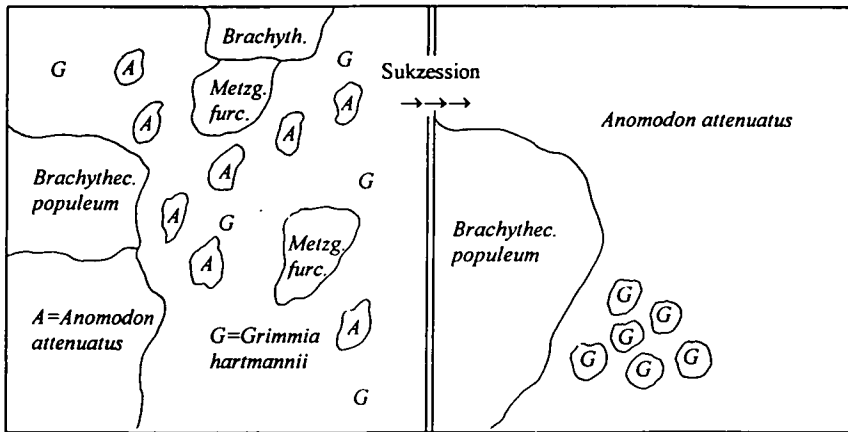 Brachyth.
G
A
G
Metzg.
furc.
A
A
A
A
Brachythec.
populeum
A
G
A
G
Metzg.
furc.
A
A=Anomodon
attenuatus
G=Grimmia
hartmannii
A
G
Sukzession
→→→
Anomodon attenuatus
Brachythec.
populeum
G
G
G
G
G
G